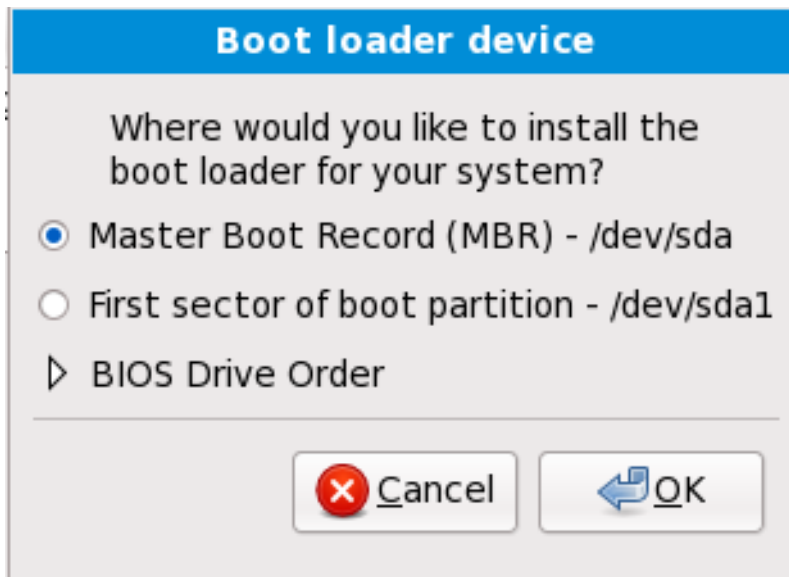 Boot loader device
Where would you like to install the
boot loader for your system?
Master Boot Record (MBR) - /dev/sda
First sector of boot partition - /dev/sda1
BIOS Drive Order
Cancel
OK